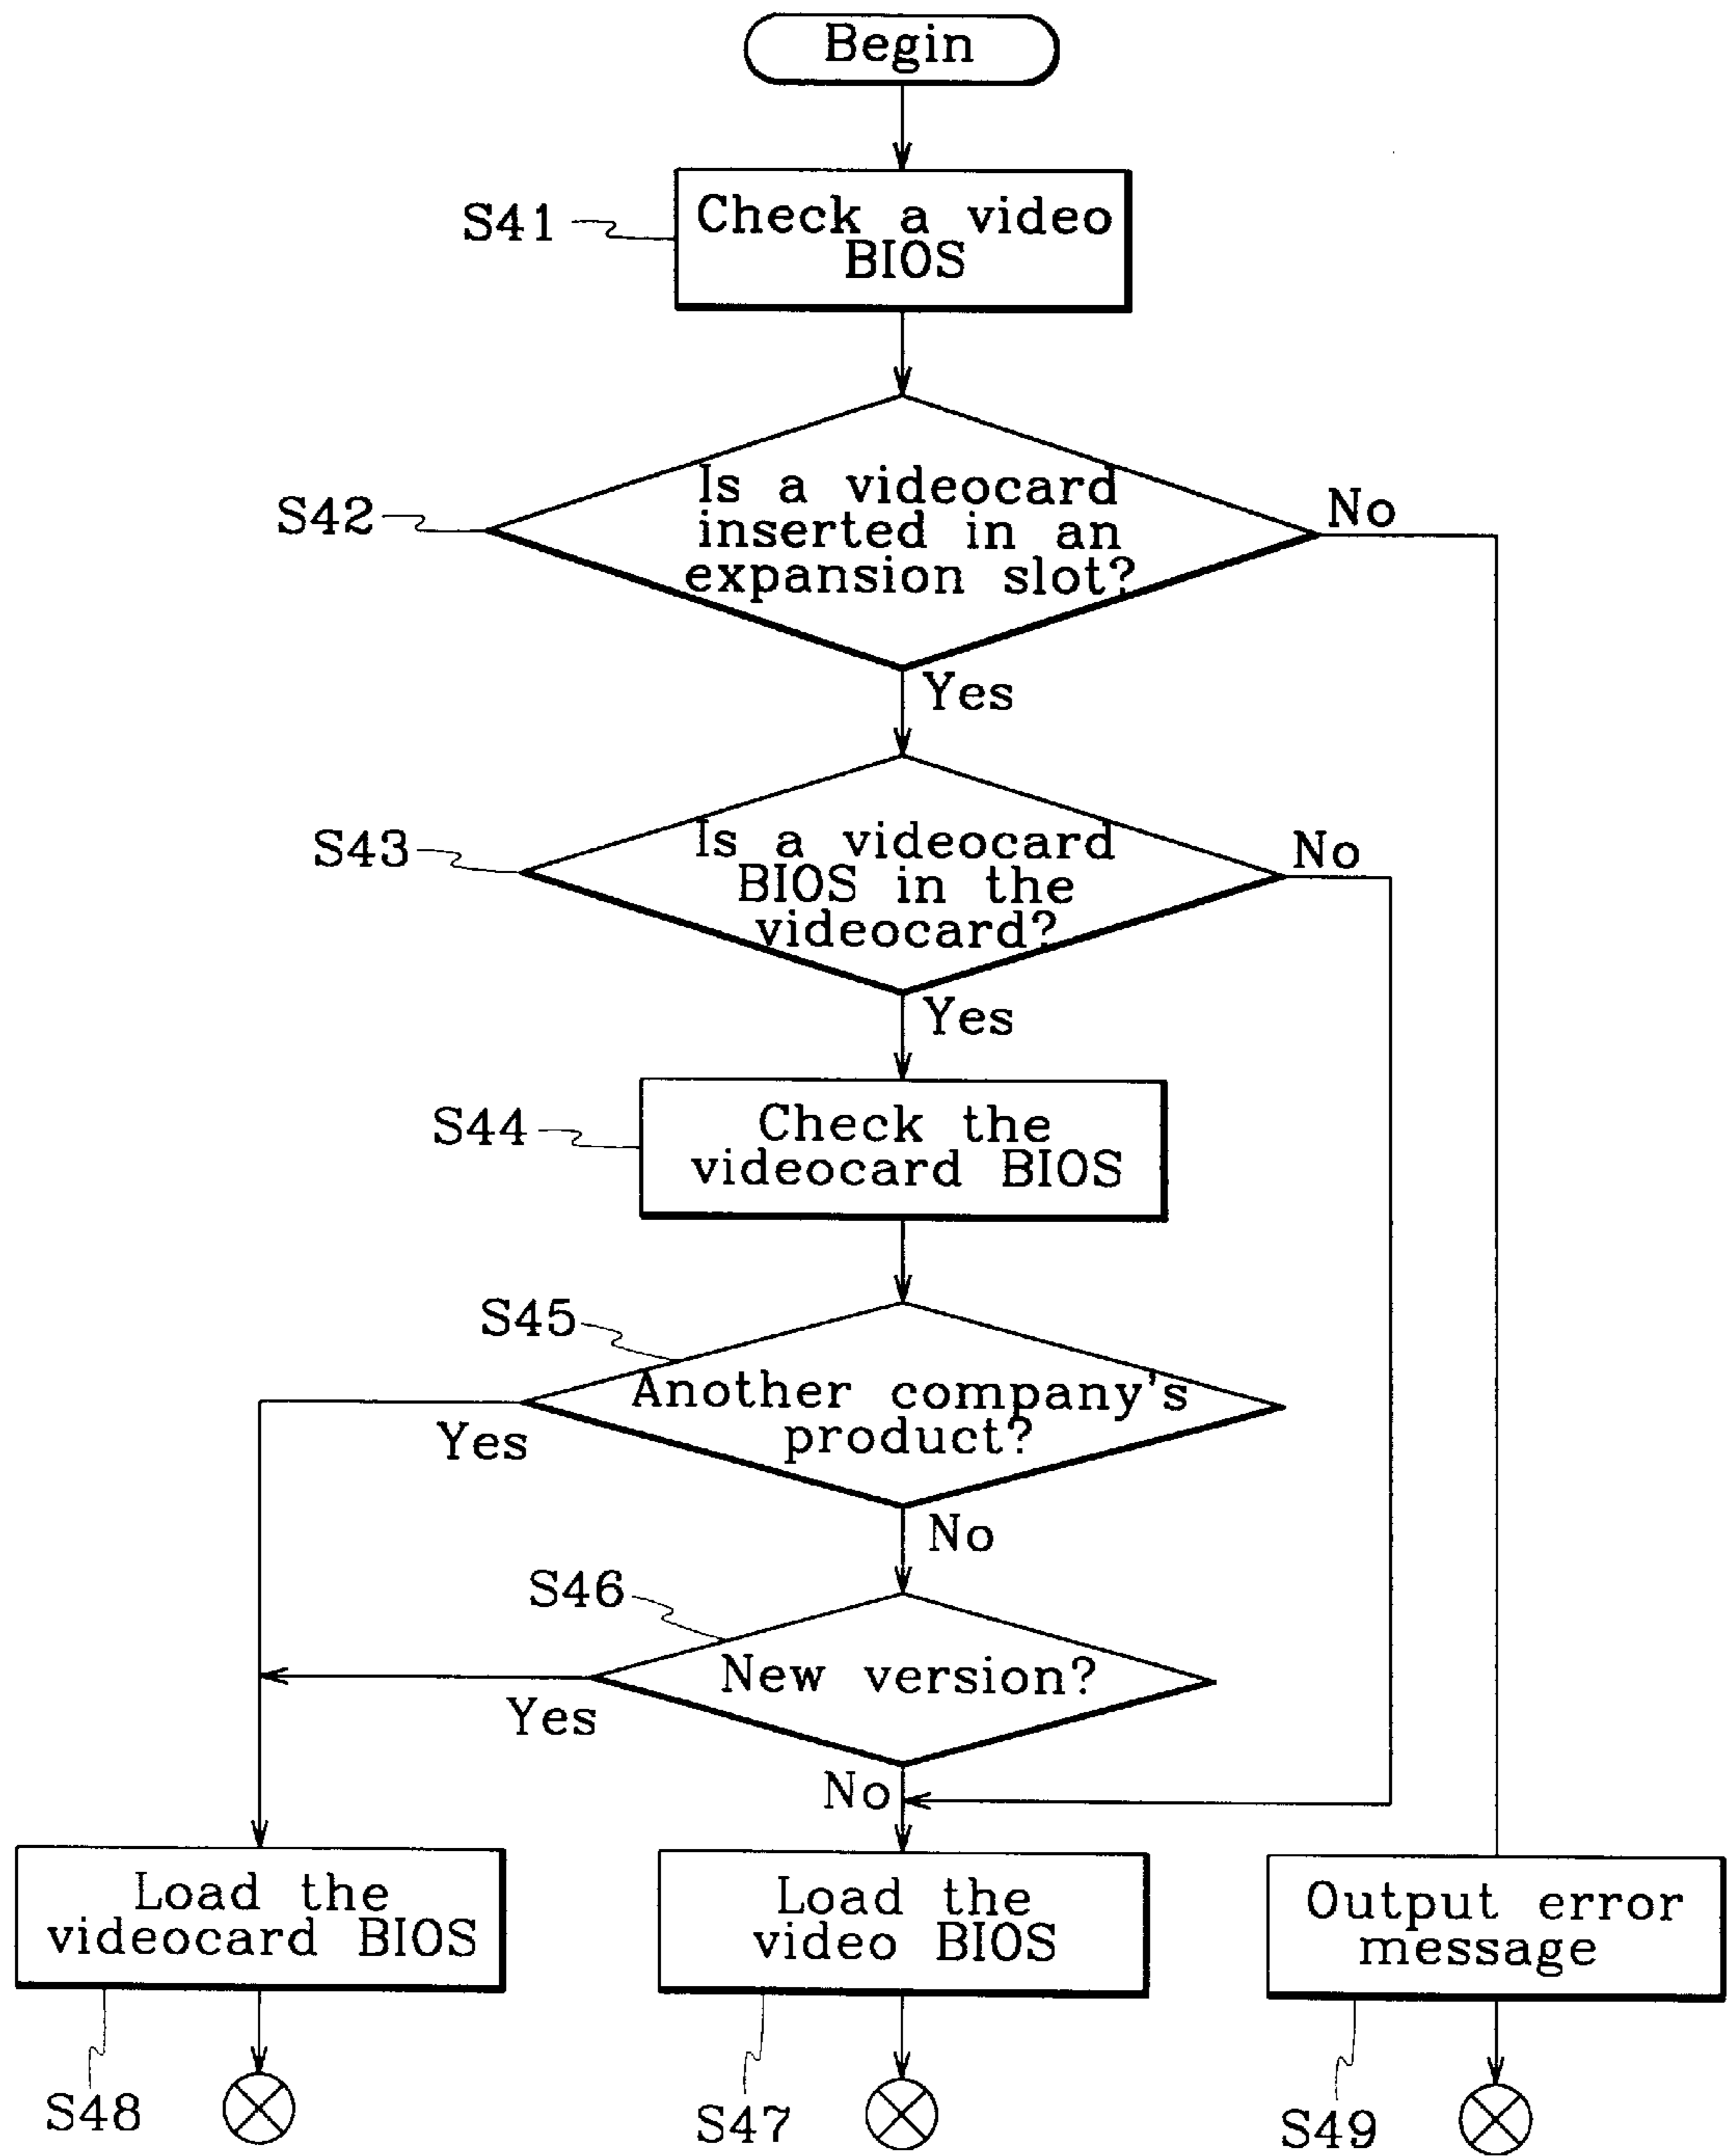 Begin
S41
Check a video
BIOS
S42
Is a videocard
inserted in an
expansion slot?
No
Yes
S43
Is a videocard
BIOS in the
videocard?
No
Yes
S44
Check the
videocard BIOS
S45
Another company's
product?
Yes
No
S46
New version?
Yes
No
Load the
videocard BIOS
Load the
video BIOS
Output error
message
S48
S47
S49